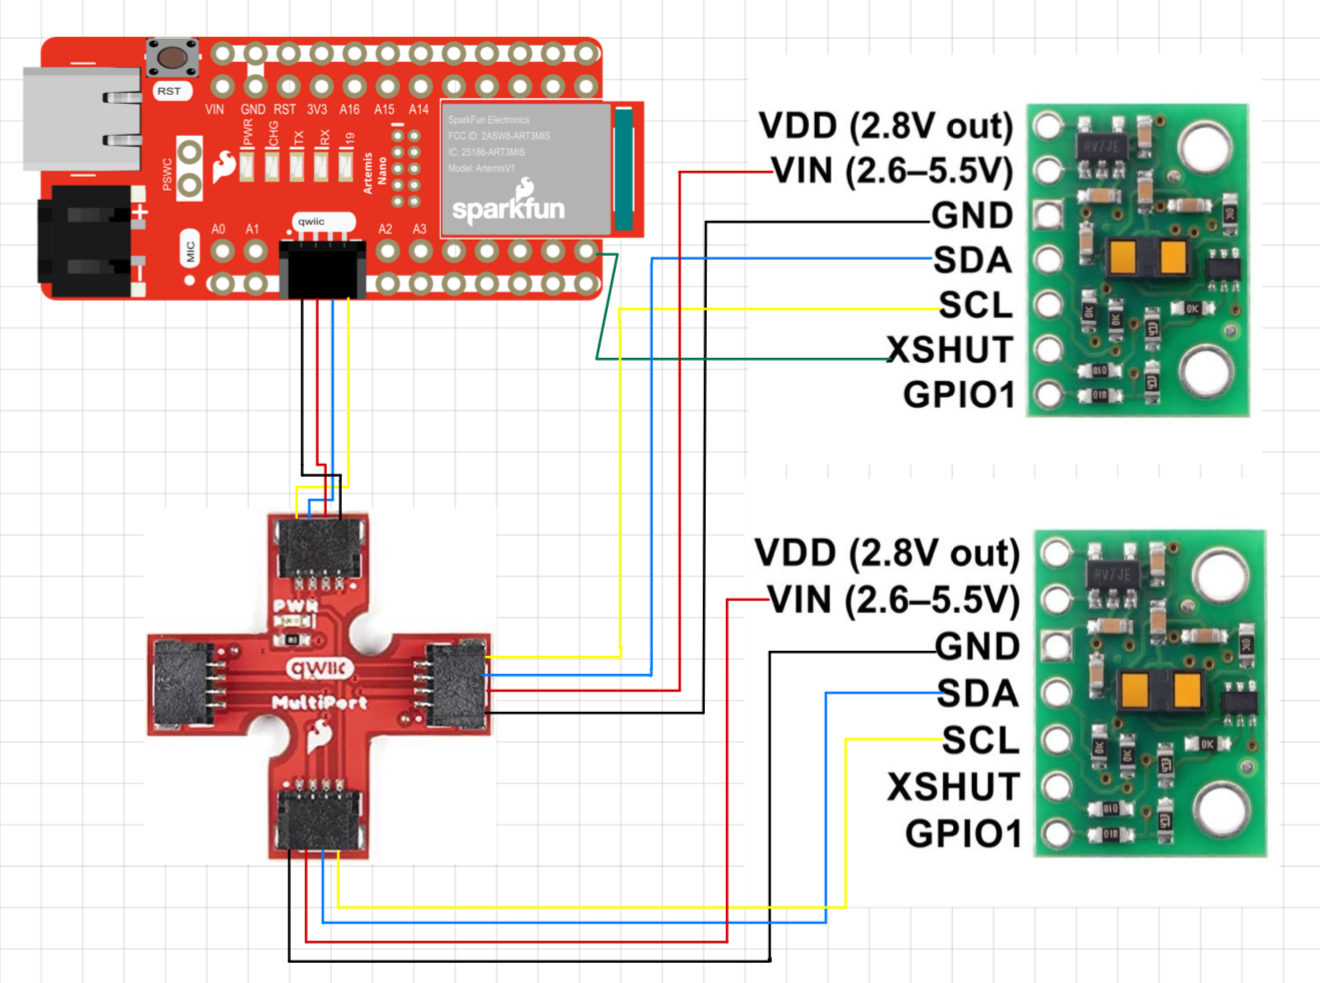 RST
VIN GND RST 3V3 A16 A15 A14
PWR
CHG
TX
RX
19
PSWC
Artemis
Nano
SparkFun Electronics
FCC ID: 2ASW8-ART3MIS
IC: 25186-ART3MIS
Model: ArtemisV1
sparkfun
+
−
MIC
A0 A1
qwiic
A2 A3
VDD (2.8V out)
VIN (2.6–5.5V)
GND
SDA
SCL
XSHUT
GPIO1
RV7JE
PWR
qwiic
MultiPort
VDD (2.8V out)
VIN (2.6–5.5V)
GND
SDA
SCL
XSHUT
GPIO1
RV7JE